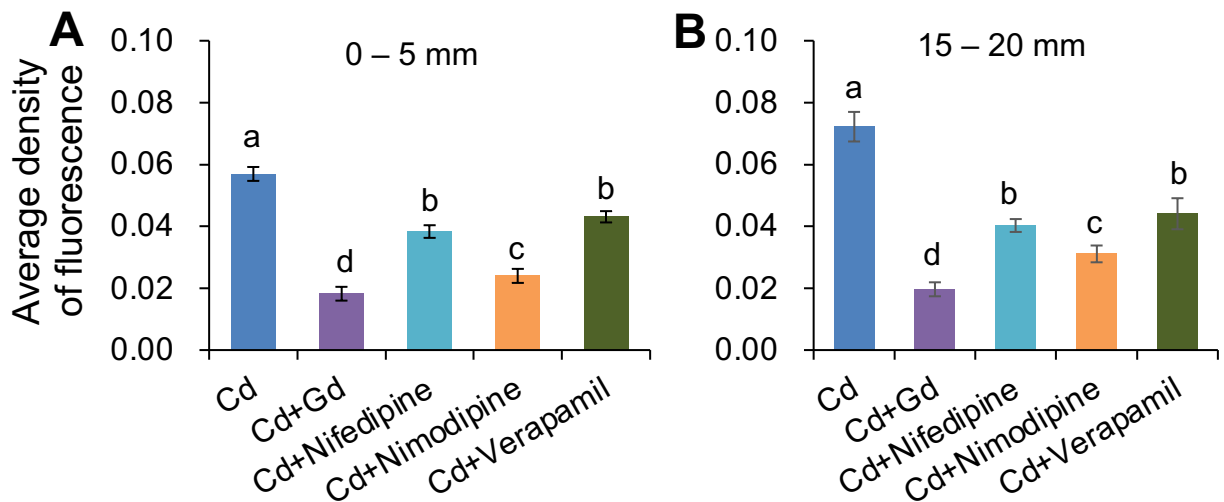 A
0 – 5 mm
Average density
of fluorescence
0.10
0.08
0.06
0.04
0.02
0.00
a
d
b
c
b
Cd
Cd+Gd
Cd+Nifedipine
Cd+Nimodipine
Cd+Verapamil
B
15 – 20 mm
0.10
0.08
0.06
0.04
0.02
0.00
a
d
b
c
b
Cd
Cd+Gd
Cd+Nifedipine
Cd+Nimodipine
Cd+Verapamil